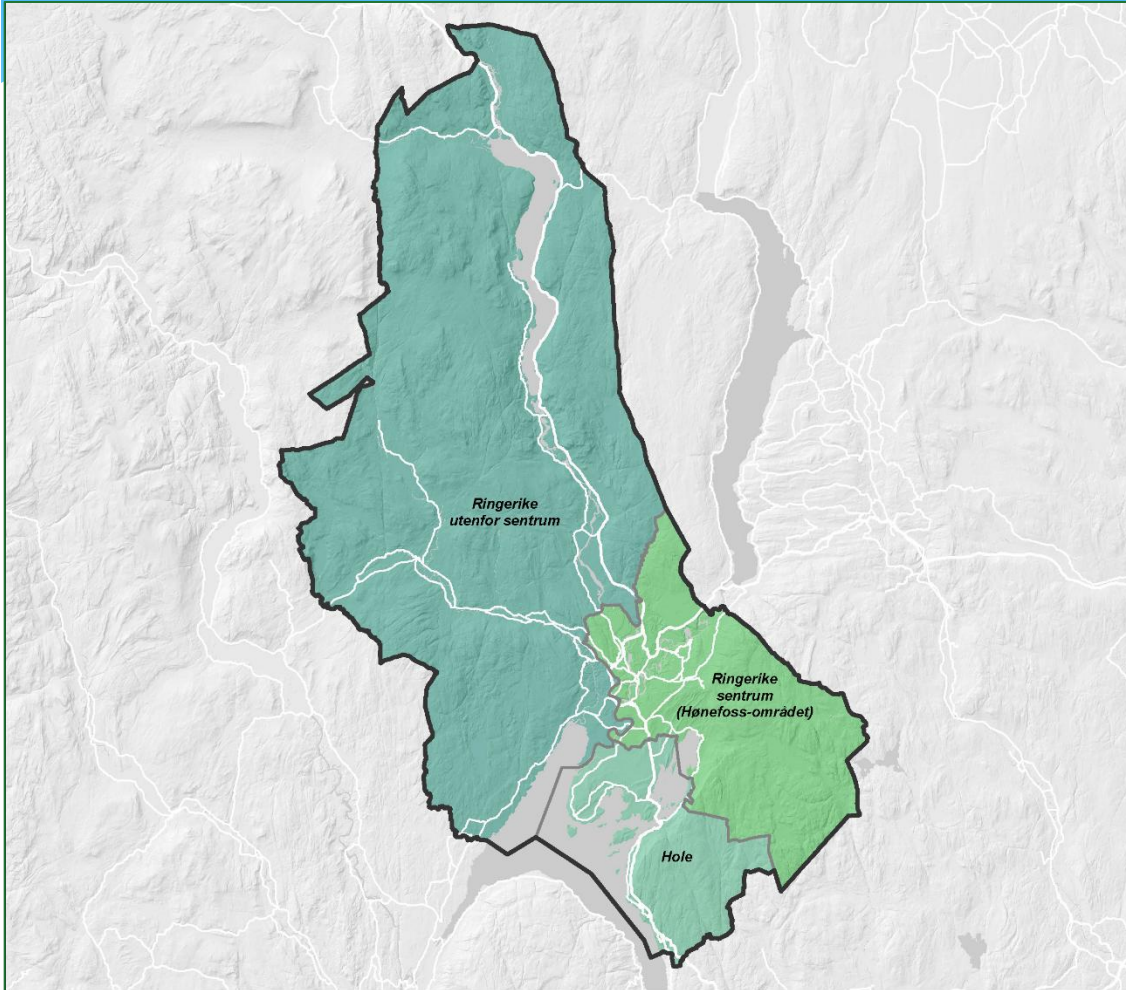 Ringerike
utenfor sentrum
Ringerike
sentrum
(Hønefoss-området)
Hole